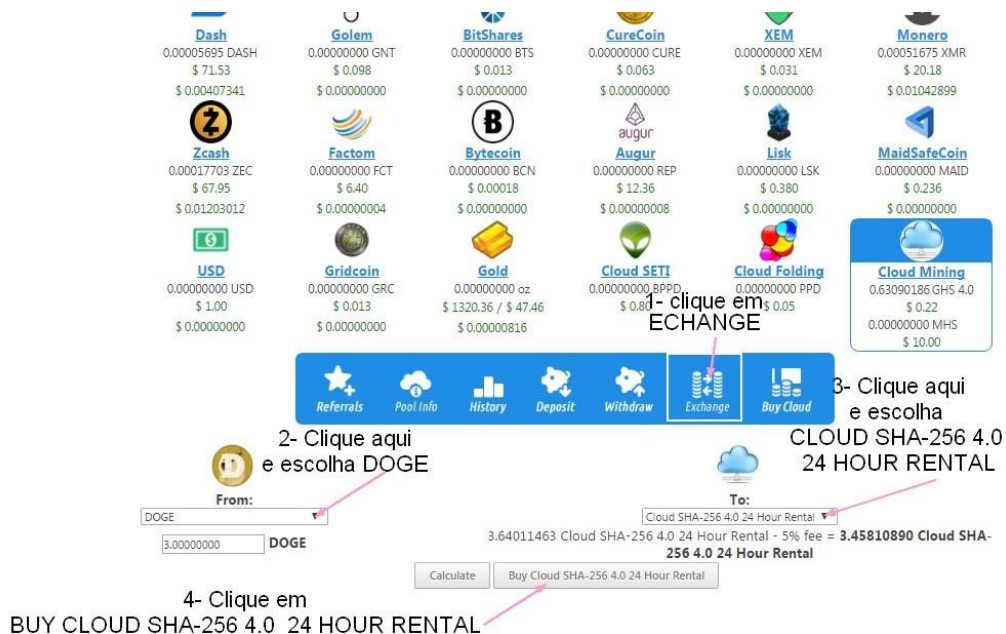 Dash Golem BitShares CureCoin XEM Monero
0.00005695 DASH 0.00000000 GNT 0.00000000 BTS 0.00000000 CURE 0.00000000 XEM 0.00051675 XMR
$ 71.53 $ 0.098 $ 0.013 $ 0.063 $ 0.031 $ 20.18
$ 0.00407341 $ 0.00000000 $ 0.00000000 $ 0.00000000 $ 0.00000000 $ 0.01042899
augur
Zcash Factom Bytecoin Augur Lisk MaidSafeCoin
0.00017703 ZEC 0.00000000 FCT 0.00000000 BCN 0.00000000 REP 0.00000000 LSK 0.00000000 MAID
$ 67.95 $ 6.40 $ 0.00018 $ 12.36 $ 0.380 $ 0.236
$ 0.01203012 $ 0.00000004 $ 0.00000000 $ 0.00000008 $ 0.00000000 $ 0.00000000
USD Gridcoin Gold Cloud SETI Cloud Folding Cloud Mining
0.00000000 USD 0.00000000 GRC 0.00000000 oz 0.00000000 BPPD 0.00000000 PPD 0.63090186 GHS 4.0
$ 1.00 $ 0.013 $ 1320.36 / $ 47.46 $ 0.80 $ 0.05 $ 0.22
$ 0.00000000 $ 0.00000000 $ 0.00000816 0.00000000 MHS
$ 10.00
1- clique em
ECHANGE
Referrals Pool Info History Deposit Withdraw Exchange Buy Cloud
3- Clique aqui
e escolha
CLOUD SHA-256 4.0
24 HOUR RENTAL
2- Clique aqui
e escolha DOGE
From: To:
DOGE Cloud SHA-256 4.0 24 Hour Rental
3.00000000 DOGE
3.64011463 Cloud SHA-256 4.0 24 Hour Rental - 5% fee = 3.45810890 Cloud SHA-
256 4.0 24 Hour Rental
Calculate Buy Cloud SHA-256 4.0 24 Hour Rental
4- Clique em
BUY CLOUD SHA-256 4.0 24 HOUR RENTAL